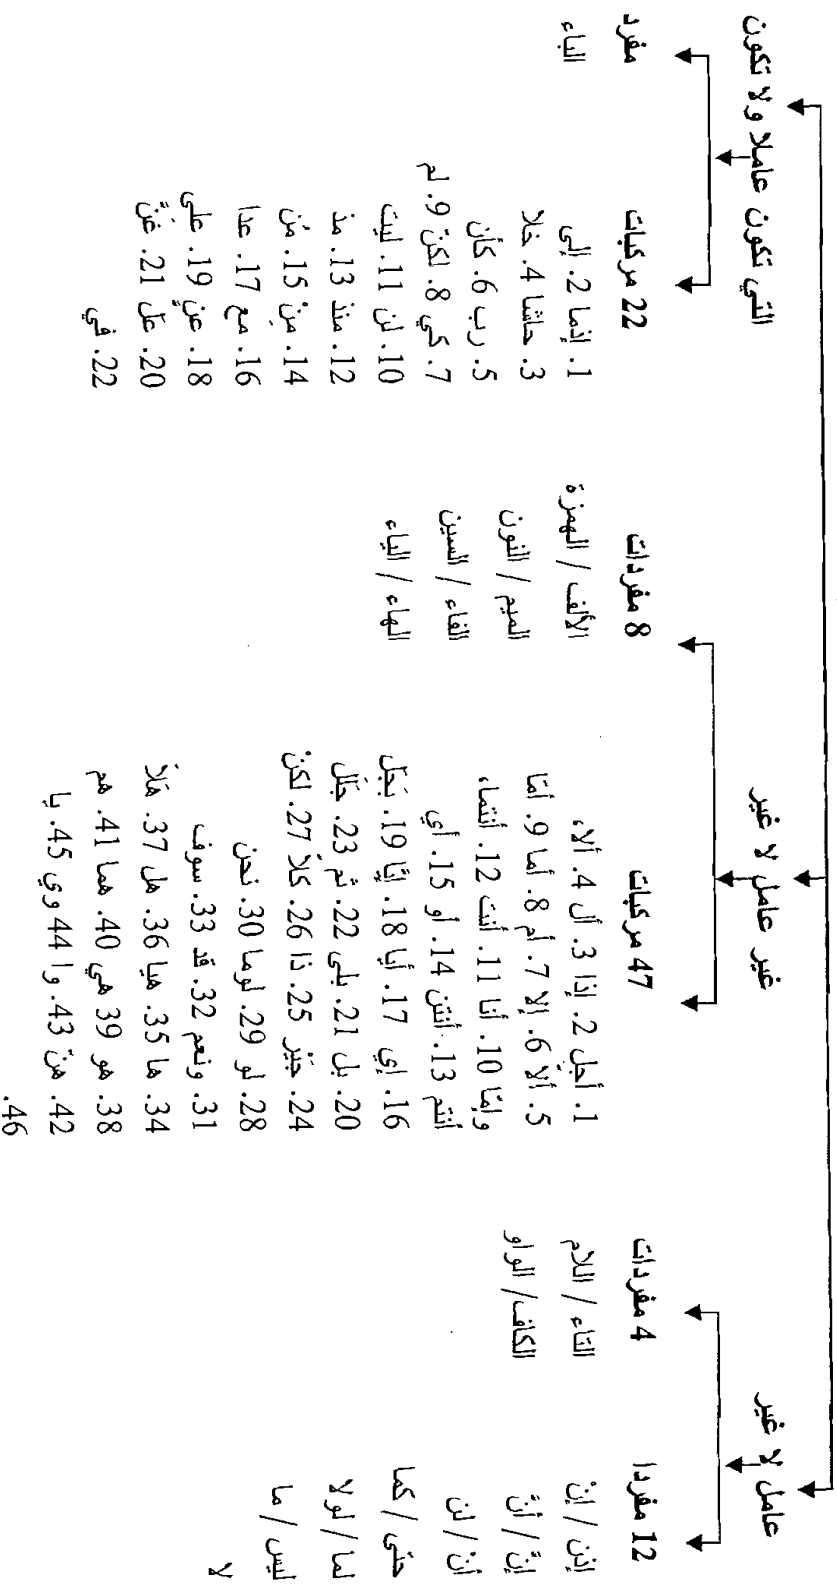 عامل لا غير
12 مفردا
إذن / إنْ
إنَّ / أنَّ
أنْ / لن
حتّى / كما
لما / لولا
ليس / ما
لا
4 مفردات
التاء / اللام
الكاف/ الواو
غير عامل لا غير
47 مركبات
1. أجل 2. إذا 3. أل 4. ألا،
5. ألاّ 6. إلا 7. أم 8. أما 9. أمّا
وإمّا 10. أنا 11. أنت 12. أنتما،
أنتم 13. أنتن 14. أو 15. أي
16. إي 17. أيا 18. إيّا 19. بَجَل
20. بل 21. بلى 22. ثم 23. جَلَل
24. جَيْر 25. ذا 26. كلاّ 27. لكنْ
28. لوما 29. لو 30. نحن
31. ونعم 32. قد 33. سوف
34. ها 35. هيا 36. هل 37. هَلاّ
38. هو 39 هي 40. هما 41. هم
42. هنّ 43. وا 44 وي 45. يا
46.
8 مفردات
الألف / الهمزة
الميم / النون
الفاء / السين
الهاء / الياء
التي تكون عاملا ولا تكون
22 مركبات
1. إنما 2. إلى
3. حاشا 4. خلا
5. رب 6. كأن
7. كي 8. لكنّ 9. لم
10. لن 11. ليت
12. منذ 13. مذ
14. مِنْ 15. مُن
16. مع 17. عدا
18. عنٍ 19. على
20. علّ 21. عَنَّ
22. في
مفرد
الباء